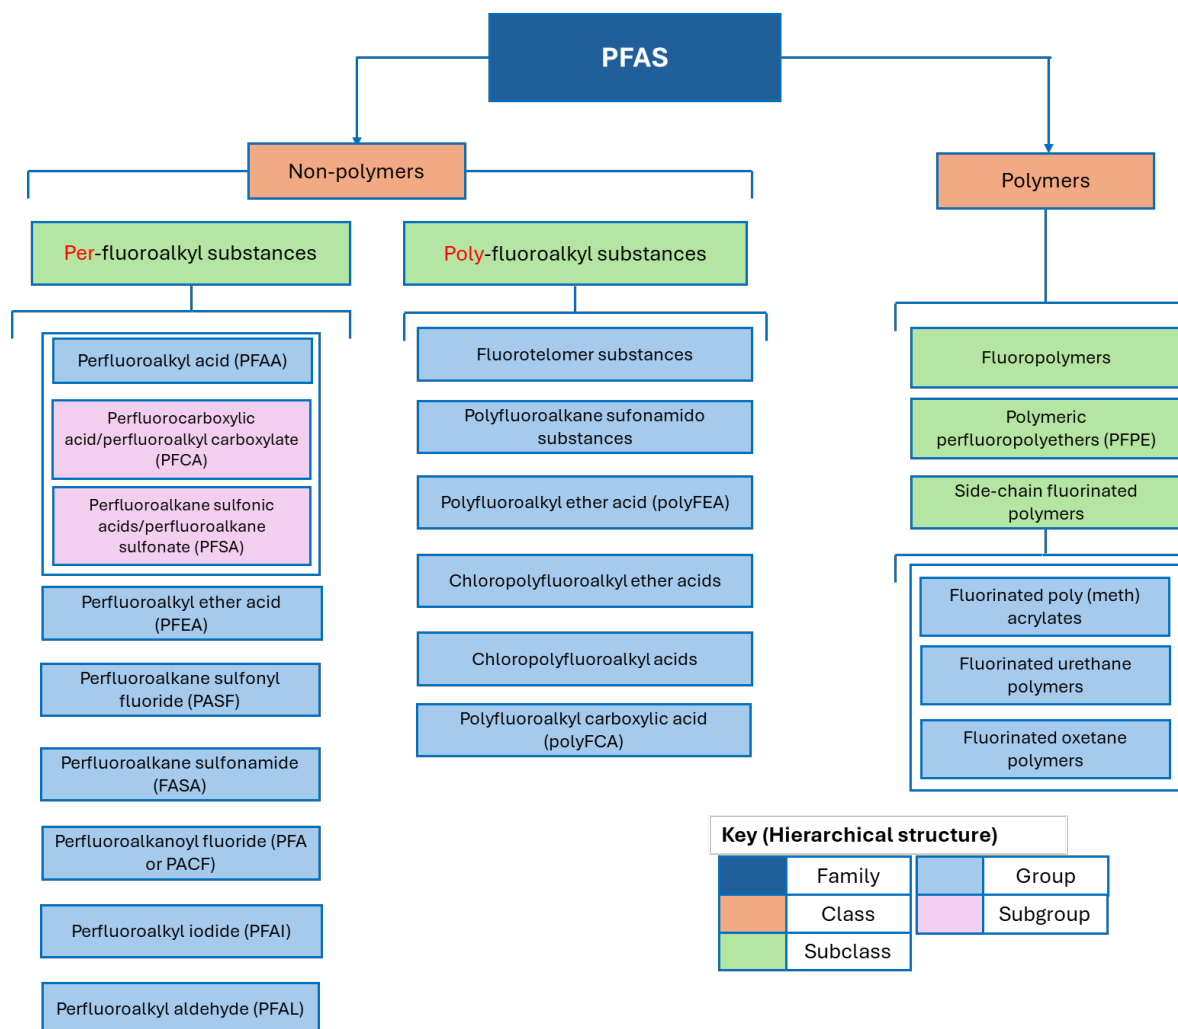 PFAS
Non-polymers
Polymers
Per-fluoroalkyl substances
Poly-fluoroalkyl substances
Perfluoroalkyl acid (PFAA)
Perfluorocarboxylic
acid/perfluoroalkyl carboxylate
(PFCA)
Perfluoroalkane sulfonic
acids/perfluoroalkane
sulfonate (PFSA)
Perfluoroalkyl ether acid
(PFEA)
Perfluoroalkane sulfonyl
fluoride (PASF)
Perfluoroalkane sulfonamide
(FASA)
Perfluoroalkanoyl fluoride (PFA
or PACF)
Perfluoroalkyl iodide (PFAI)
Perfluoroalkyl aldehyde (PFAL)
Fluorotelomer substances
Polyfluoroalkane sufonamido
substances
Polyfluoroalkyl ether acid (polyFEA)
Chloropolyfluoroalkyl ether acids
Chloropolyfluoroalkyl acids
Polyfluoroalkyl carboxylic acid
(polyFCA)
Fluoropolymers
Polymeric
perfluoropolyethers (PFPE)
Side-chain fluorinated
polymers
Fluorinated poly (meth)
acrylates
Fluorinated urethane
polymers
Fluorinated oxetane
polymers
Key (Hierarchical structure)
Family
Group
Class
Subgroup
Subclass